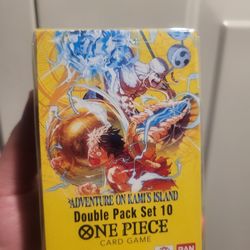 ADVENTURE ON KAMI'S ISLAND
Double Pack Set 10
ONE PIECE
CARD GAME
BAN